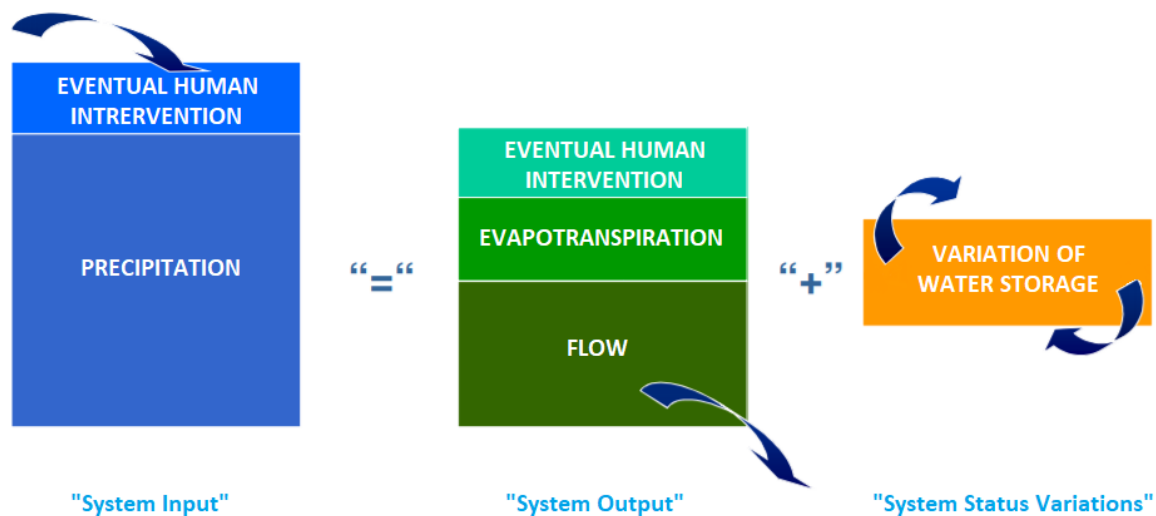 EVENTUAL HUMAN
INTRERVENTION
PRECIPITATION
“=“
EVENTUAL HUMAN
INTERVENTION
EVAPOTRANSPIRATION
FLOW
“+”
VARIATION OF
WATER STORAGE
"System Input"
"System Output"
"System Status Variations"